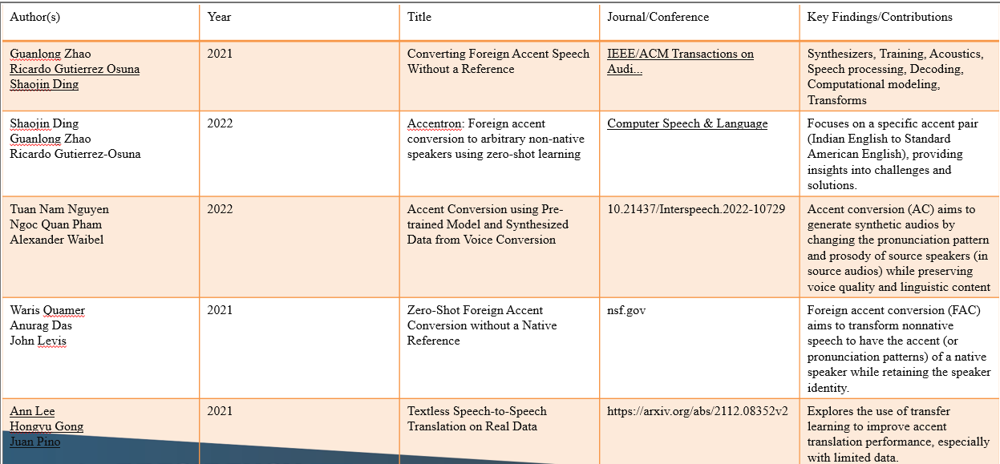 Author(s)
Year
Title
Journal/Conference
Key Findings/Contributions
Guanlong Zhao
Ricardo Gutierrez Osuna
Shaojin Ding
2021
Converting Foreign Accent Speech
Without a Reference
IEEE/ACM Transactions on
Audi...
Synthesizers, Training, Acoustics,
Speech processing, Decoding,
Computational modeling,
Transforms
Shaojin Ding
Guanlong Zhao
Ricardo Gutierrez-Osuna
2022
Accentron: Foreign accent
conversion to arbitrary non-native
speakers using zero-shot learning
Computer Speech & Language
Focuses on a specific accent pair
(Indian English to Standard
American English), providing
insights into challenges and
solutions.
Tuan Nam Nguyen
Ngoc Quan Pham
Alexander Waibel
2022
Accent Conversion using Pre-
trained Model and Synthesized
Data from Voice Conversion
10.21437/Interspeech.2022-10729
Accent conversion (AC) aims to
generate synthetic audios by
changing the pronunciation pattern
and prosody of source speakers (in
source audios) while preserving
voice quality and linguistic content
Waris Quamer
Anurag Das
John Levis
2021
Zero-Shot Foreign Accent
Conversion without a Native
Reference
nsf.gov
Foreign accent conversion (FAC)
aims to transform nonnative
speech to have the accent (or
pronunciation patterns) of a native
speaker while retaining the speaker
identity.
Ann Lee
Hongyu Gong
Juan Pino
2021
Textless Speech-to-Speech
Translation on Real Data
https://arxiv.org/abs/2112.08352v2
Explores the use of transfer
learning to improve accent
translation performance, especially
with limited data.